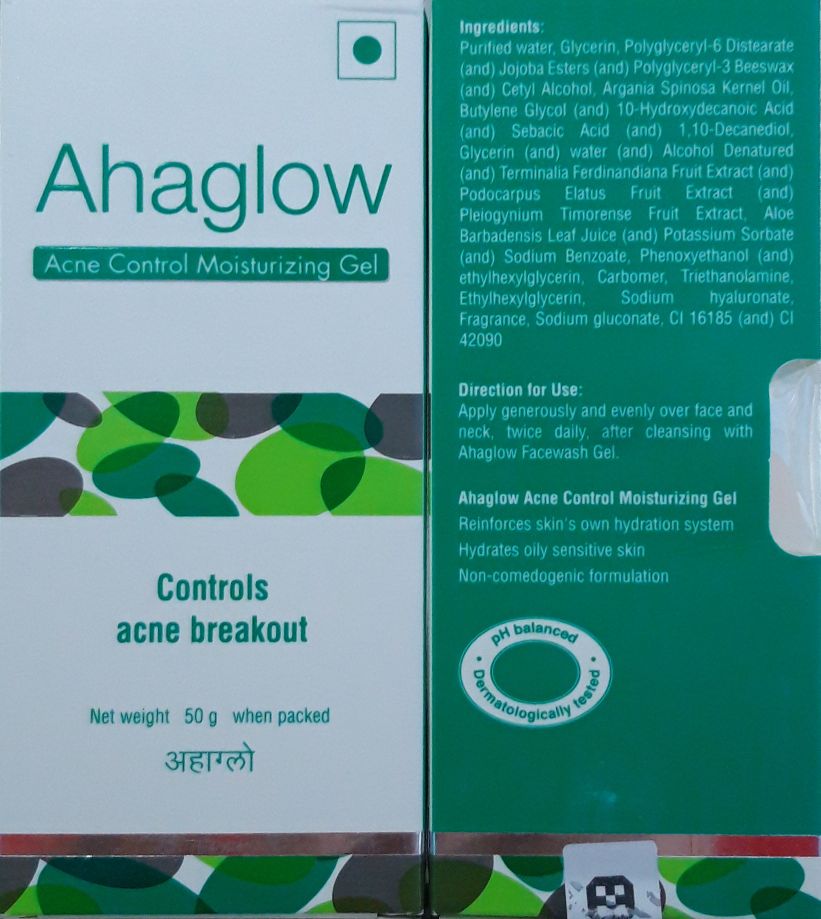 Ahaglow
Acne Control Moisturizing Gel
Controls
acne breakout
Net weight 50 g when packed
अहाग्लो
Ingredients:
Purified water, Glycerin, Polyglyceryl-6 Distearate
(and) Jojoba Esters (and) Polyglyceryl-3 Beeswax
(and) Cetyl Alcohol, Argania Spinosa Kernel Oil,
Butylene Glycol (and) 10-Hydroxydecanoic Acid
(and) Sebacic Acid (and) 1,10-Decanediol,
Glycerin (and) water (and) Alcohol Denatured
(and) Terminalia Ferdinandiana Fruit Extract (and)
Podocarpus Elatus Fruit Extract (and)
Pleiogynium Timorense Fruit Extract, Aloe
Barbadensis Leaf Juice (and) Potassium Sorbate
(and) Sodium Benzoate, Phenoxyethanol (and)
ethylhexylglycerin, Carbomer, Triethanolamine,
Ethylhexylglycerin, Sodium hyaluronate,
Fragrance, Sodium gluconate, CI 16185 (and) CI
42090
Direction for Use:
Apply generously and evenly over face and
neck, twice daily, after cleansing with
Ahaglow Facewash Gel.
Ahaglow Acne Control Moisturizing Gel
Reinforces skin's own hydration system
Hydrates oily sensitive skin
Non-comedogenic formulation
pH balanced
• Dermatologically tested •